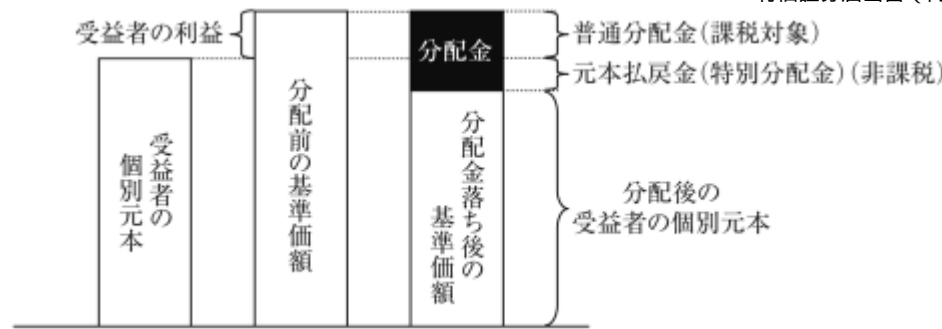 受益者の利益
分配金
普通分配金(課税対象)
元本払戻金(特別分配金)(非課税)
受益者の
個別元本
分配前の基準価額
分配金落ち後の
基準価額
分配後の
受益者の個別元本